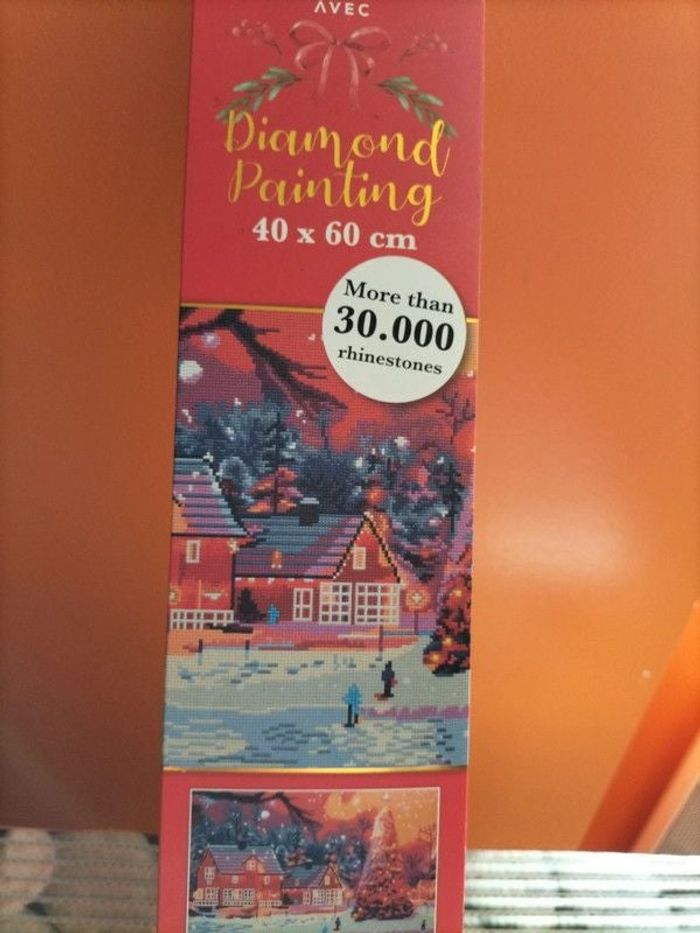 AVEC
Diamond
Painting
40 x 60 cm
More than
30.000
rhinestones